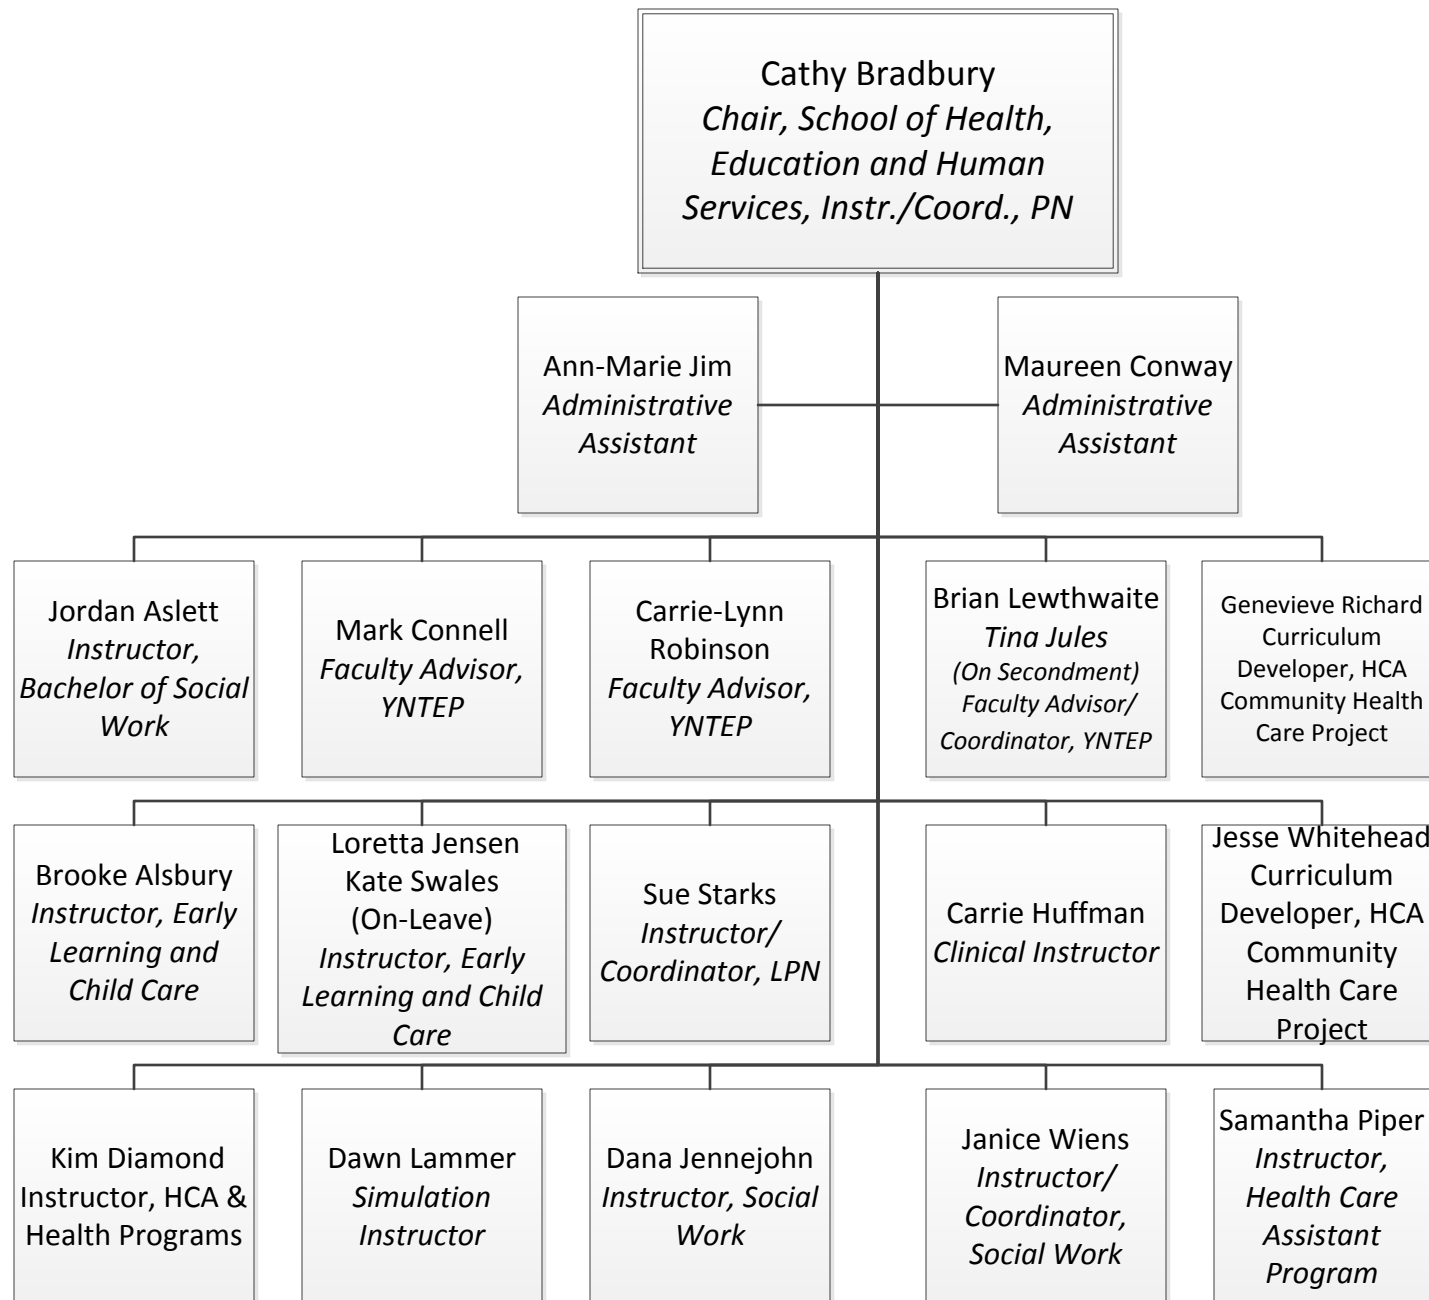 Cathy Bradbury
Chair, School of Health,
Education and Human
Services, Instr./Coord., PN
Ann-Marie Jim
Administrative
Assistant
Maureen Conway
Administrative
Assistant
Jordan Aslett
Instructor,
Bachelor of Social
Work
Mark Connell
Faculty Advisor,
YNTEP
Carrie-Lynn
Robinson
Faculty Advisor,
YNTEP
Brian Lewthwaite
Tina Jules
(On Secondment)
Faculty Advisor/
Coordinator, YNTEP
Genevieve Richard
Curriculum
Developer, HCA
Community Health
Care Project
Brooke Alsbury
Instructor, Early
Learning and
Child Care
Loretta Jensen
Kate Swales
(On-Leave)
Instructor, Early
Learning and Child
Care
Sue Starks
Instructor/
Coordinator, LPN
Carrie Huffman
Clinical Instructor
Jesse Whitehead
Curriculum
Developer, HCA
Community
Health Care
Project
Kim Diamond
Instructor, HCA &
Health Programs
Dawn Lammer
Simulation
Instructor
Dana Jennejohn
Instructor, Social
Work
Janice Wiens
Instructor/
Coordinator,
Social Work
Samantha Piper
Instructor,
Health Care
Assistant
Program